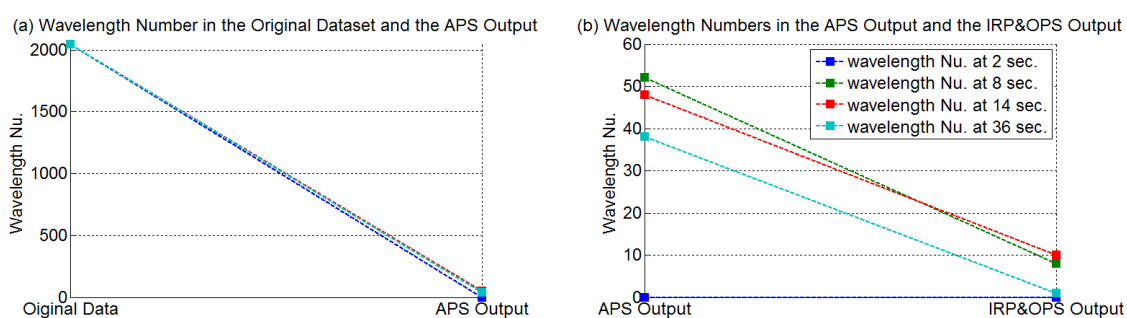 (a) Wavelength Number in the Original Dataset and the APS Output
2000
1500
1000
500
0
Wavelength Nu.
Oiginal Data
APS Output
(b) Wavelength Numbers in the APS Output and the IRP&OPS Output
60
50
40
30
20
10
0
Wavelength Nu.
wavelength Nu. at 2 sec.
wavelength Nu. at 8 sec.
wavelength Nu. at 14 sec.
wavelength Nu. at 36 sec.
APS Output
IRP&OPS Output